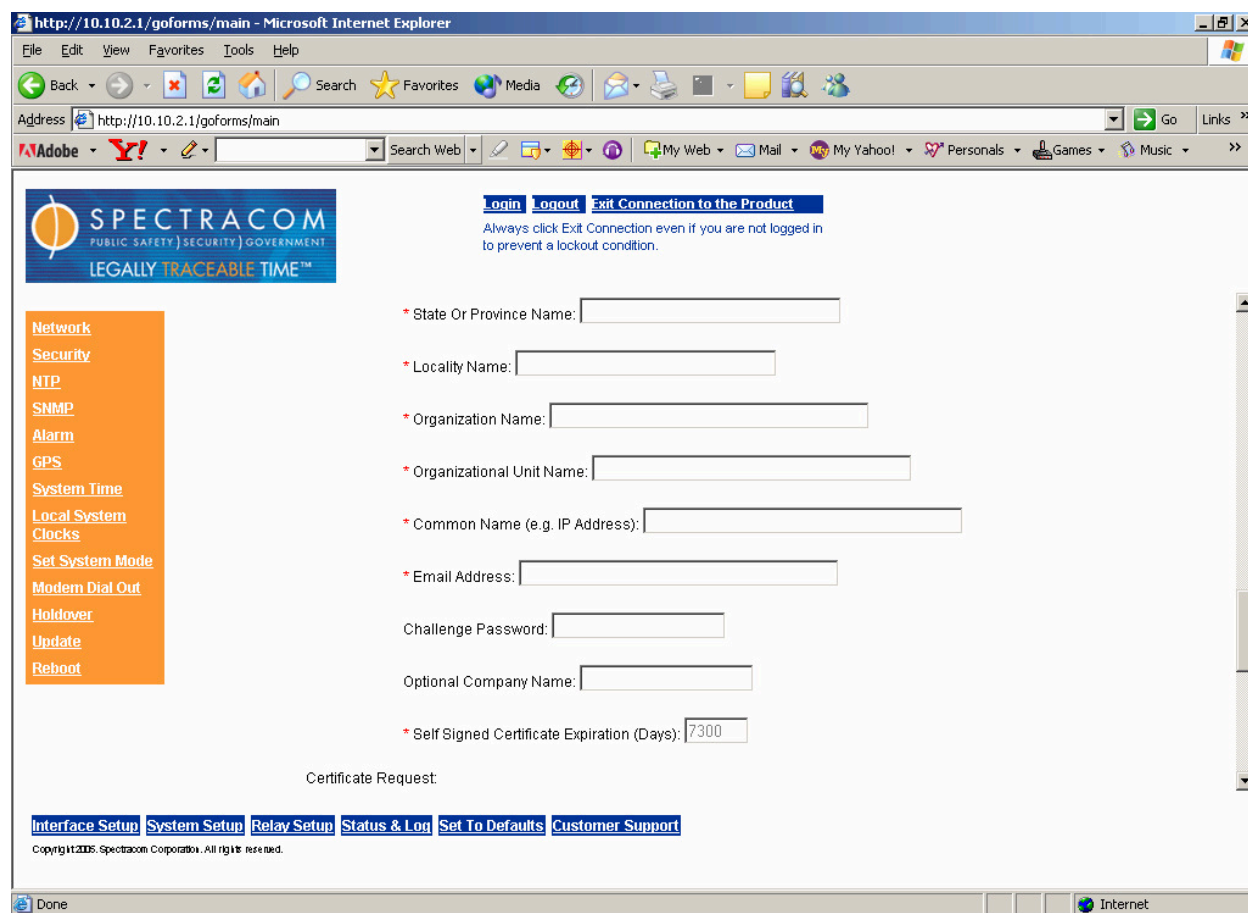 http://10.10.2.1/goforms/main - Microsoft Internet Explorer
File Edit View Favorites Tools Help
Back Search Favorites Media
Address http://10.10.2.1/goforms/main Go Links »
Adobe Y! Search Web My Web Mail My Yahoo! Personals Games Music »
SPECTRACOM
PUBLIC SAFETY ) SECURITY ) GOVERNMENT
LEGALLY TRACEABLE TIME™
Login Logout Exit Connection to the Product
Always click Exit Connection even if you are not logged in
to prevent a lockout condition.
Network
Security
NTP
SNMP
Alarm
GPS
System Time
Local System
Clocks
Set System Mode
Modem Dial Out
Holdover
Update
Reboot
* State Or Province Name:
* Locality Name:
* Organization Name:
* Organizational Unit Name:
* Common Name (e.g. IP Address):
* Email Address:
Challenge Password:
Optional Company Name:
* Self Signed Certificate Expiration (Days): 7300
Certificate Request:
Interface Setup System Setup Relay Setup Status & Log Set To Defaults Customer Support
Copyright 2005. Spectracom Corporation. All rights reserved.
Done Internet